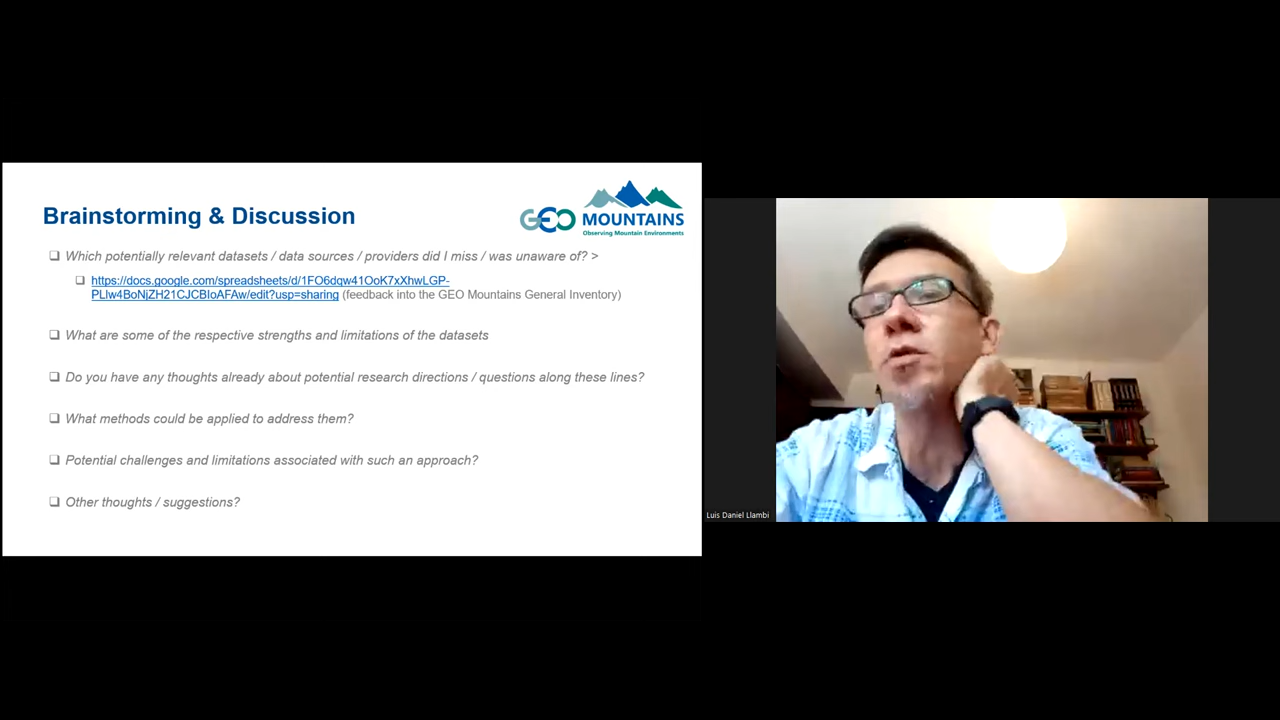 Brainstorming & Discussion
GEO MOUNTAINS
Observing Mountain Environments
❑ Which potentially relevant datasets / data sources / providers did I miss / was unaware of? >
❑ https://docs.google.com/spreadsheets/d/1FO6dqw41OoK7xXhwLGP-
PLlw4BoNjZH21CJCBIoAFAw/edit?usp=sharing (feedback into the GEO Mountains General Inventory)
❑ What are some of the respective strengths and limitations of the datasets
❑ Do you have any thoughts already about potential research directions / questions along these lines?
❑ What methods could be applied to address them?
❑ Potential challenges and limitations associated with such an approach?
❑ Other thoughts / suggestions?
Luis Daniel Llambi